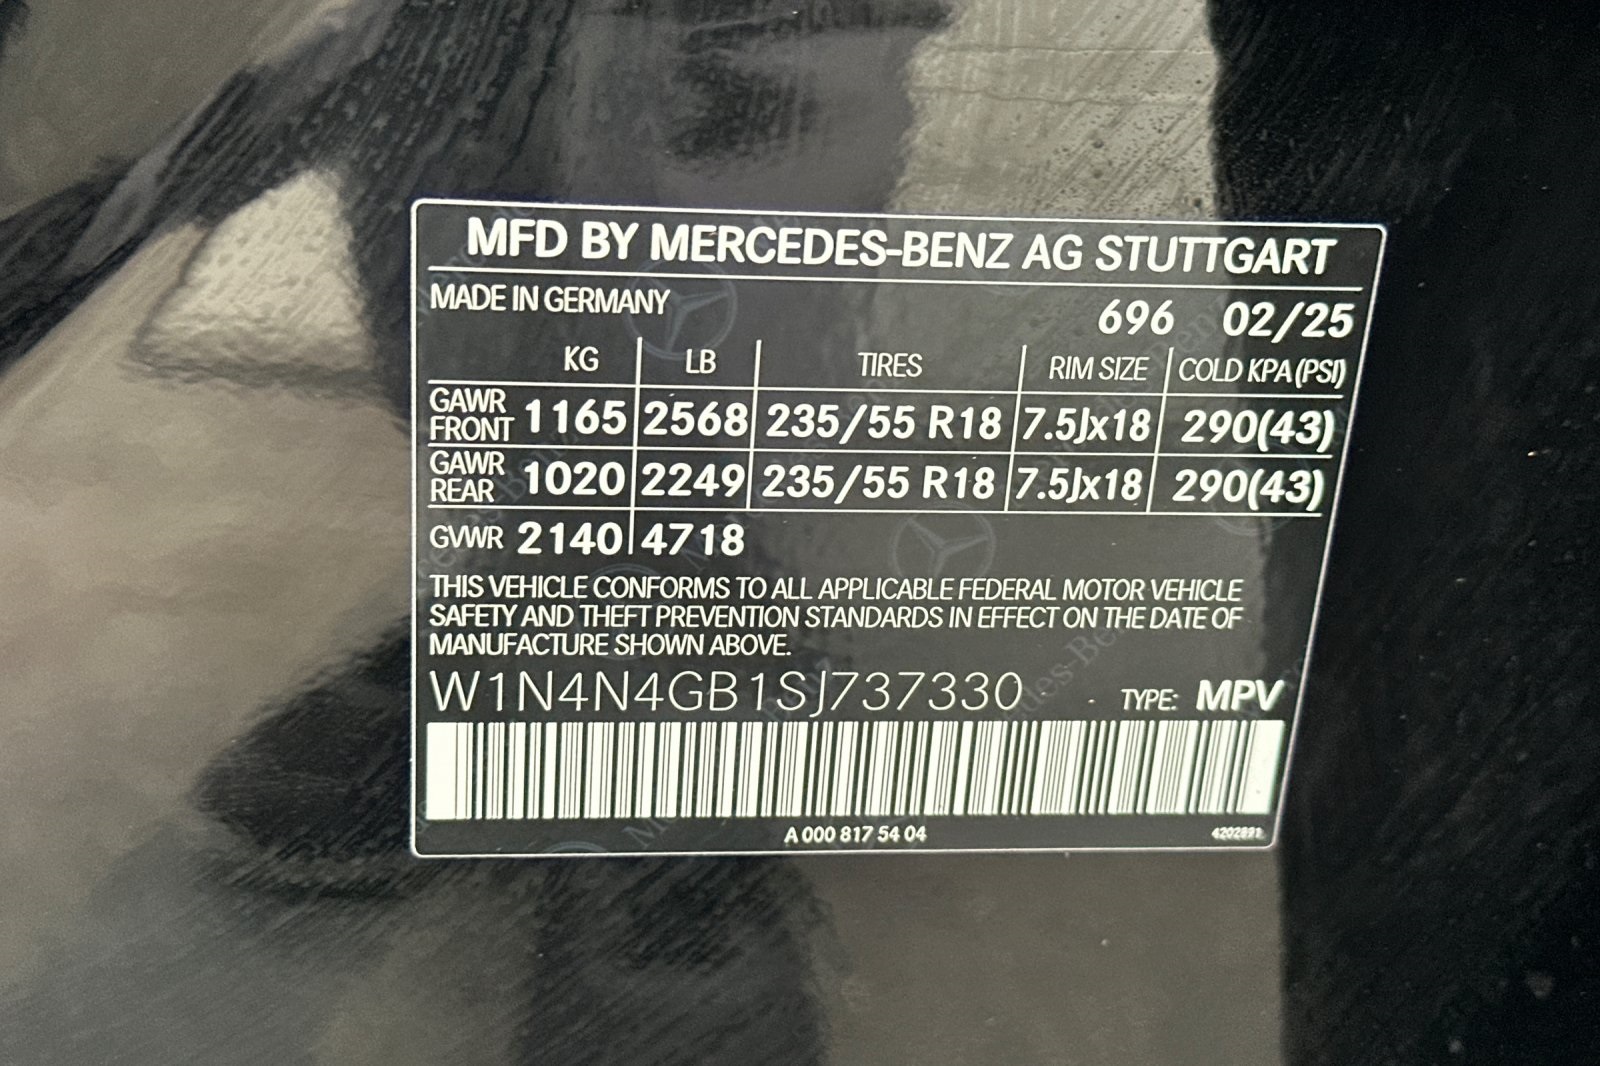 MFD BY MERCEDES-BENZ AG STUTTGART
MADE IN GERMANY 696 02/25
KG LB TIRES RIM SIZE COLD KPA (PSI)
GAWR FRONT 1165 2568 235/55 R18 7.5Jx18 290(43)
GAWR REAR 1020 2249 235/55 R18 7.5Jx18 290(43)
GVWR 2140 4718
THIS VEHICLE CONFORMS TO ALL APPLICABLE FEDERAL MOTOR VEHICLE
SAFETY AND THEFT PREVENTION STANDARDS IN EFFECT ON THE DATE OF
MANUFACTURE SHOWN ABOVE.
W1N4N4GB1SJ737330 TYPE: MPV
A 000 817 54 04